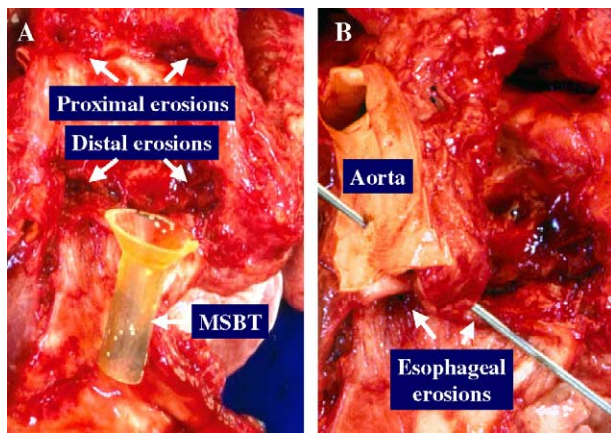 A
Proximal erosions
Distal erosions
MSBT
B
Aorta
Esophageal
erosions